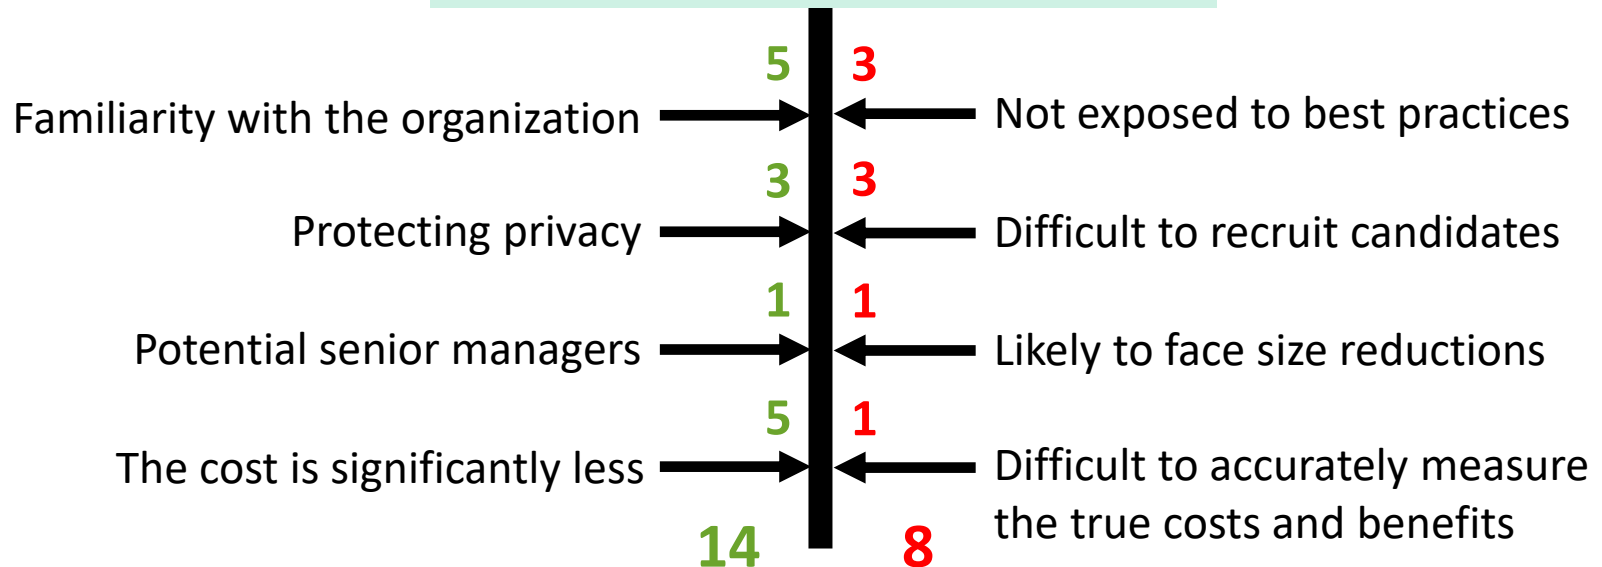 5 3
Familiarity with the organization Not exposed to best practices
3 3
Protecting privacy Difficult to recruit candidates
1 1
Potential senior managers Likely to face size reductions
5 1
The cost is significantly less Difficult to accurately measure
the true costs and benefits
14 8